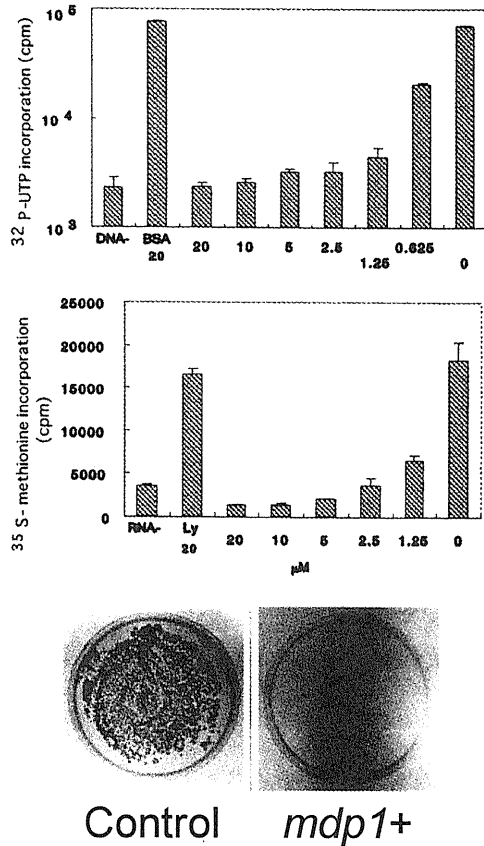 32 P-UTP incorporation (cpm)
10 5
10 4
10 3
DNA- BSA 20 20 10 5 2.5 1.25 0.625 0
35 S- methionine incorporation (cpm)
25000
20000
15000
10000
5000
0
RNA- Ly 20 20 10 5 2.5 1.25 0
µM
Control mdp1+